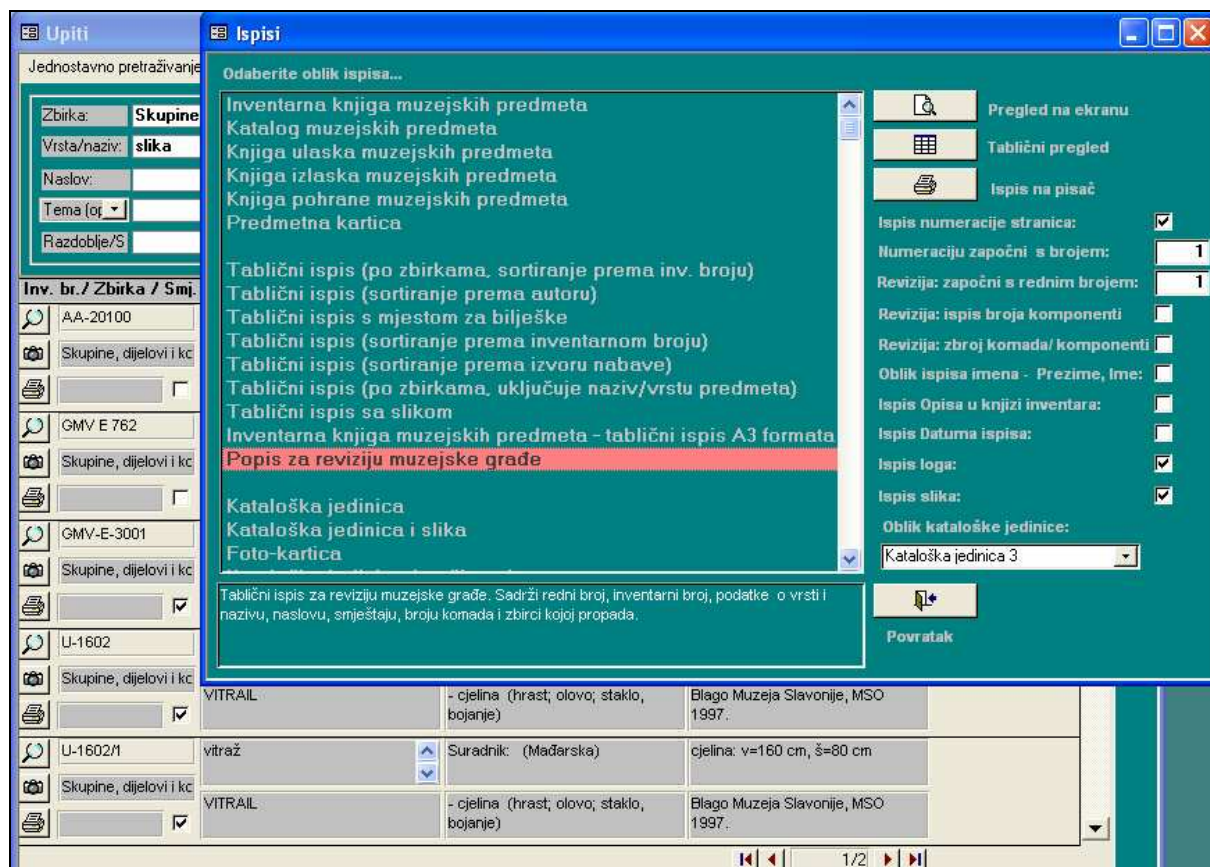 Upiti
Jednostavno pretraživanje
Zbirka: Skupine
Vrsta/naziv: slika
Naslov:
Tema (op
Razdoblje/S
Inv. br./ Zbirka / Smj.
AA-20100
Skupine, dijelovi i kc
GMV E 762
Skupine, dijelovi i kc
GMV-E-3001
Skupine, dijelovi i kc
U-1602
Skupine, dijelovi i kc
VITRAIL
- cjelina (hrast; olovo; staklo,
bojanje)
Blago Muzeja Slavonije, MSO
1997.
U-1602/1
vitraž
Suradnik: (Mađarska)
cjelina: v=160 cm, š=80 cm
Skupine, dijelovi i kc
VITRAIL
- cjelina (hrast; olovo; staklo,
bojanje)
Blago Muzeja Slavonije, MSO
1997.
1/2
Ispisi
Odaberite oblik ispisa...
Inventarna knjiga muzejskih predmeta
Katalog muzejskih predmeta
Knjiga ulaska muzejskih predmeta
Knjiga izlaska muzejskih predmeta
Knjiga pohrane muzejskih predmeta
Predmetna kartica
Tablični ispis (po zbirkama, sortiranje prema inv. broju)
Tablični ispis (sortiranje prema autoru)
Tablični ispis s mjestom za bilješke
Tablični ispis (sortiranje prema inventarnom broju)
Tablični ispis (sortiranje prema izvoru nabave)
Tablični ispis (po zbirkama, uključuje naziv/vrstu predmeta)
Tablični ispis sa slikom
Inventarna knjiga muzejskih predmeta - tablični ispis A3 formata
Popis za reviziju muzejske građe
Kataloška jedinica
Kataloška jedinica i slika
Foto-kartica
Tablični ispis za reviziju muzejske građe. Sadrži redni broj, inventarni broj, podatke o vrsti i
nazivu, naslovu, smještaju, broju komada i zbirci kojoj propada.
Pregled na ekranu
Tablični pregled
Ispis na pisač
Ispis numeracije stranica:
Numeraciju započni s brojem: 1
Revizija: započni s rednim brojem: 1
Revizija: ispis broja komponenti
Revizija: zbroj komada/ komponenti
Oblik ispisa imena - Prezime, Ime:
Ispis Opisa u knjizi inventara:
Ispis Datuma ispisa:
Ispis loga:
Ispis slika:
Oblik kataloške jedinice:
Kataloška jedinica 3
Povratak